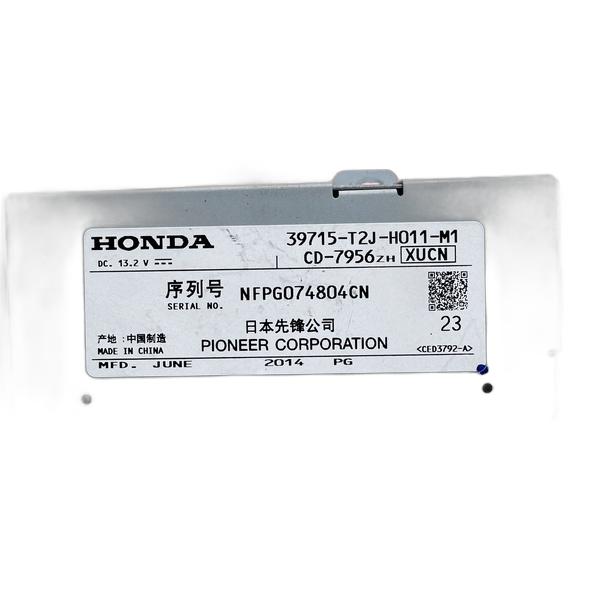 HONDA 39715-T2J-H011-M1
DC. 13.2 V CD-7956ZH XUCN
序列号 NFPG074804CN
SERIAL NO.
23
日本先锋公司
产地:中国制造 PIONEER CORPORATION
MADE IN CHINA <CED3792-A>
MFD. JUNE 2014 PG